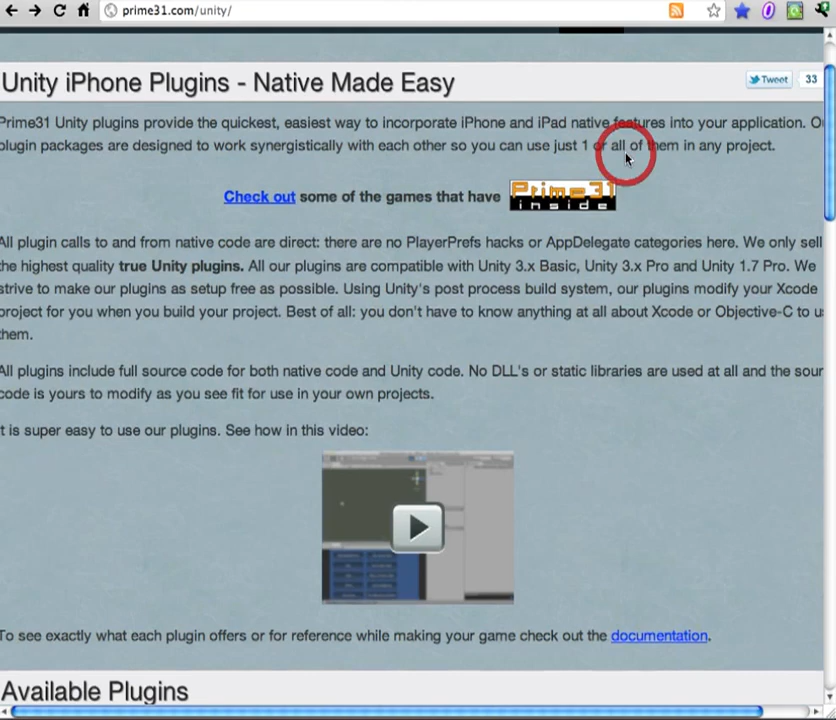 prime31.com/unity/
Unity iPhone Plugins - Native Made Easy
Tweet 33
Prime31 Unity plugins provide the quickest, easiest way to incorporate iPhone and iPad native features into your application.
plugin packages are designed to work synergistically with each other so you can use just 1 or all of them in any project.
Check out some of the games that have Prime31 inside
All plugin calls to and from native code are direct: there are no PlayerPrefs hacks or AppDelegate categories here. We only sell
the highest quality true Unity plugins. All our plugins are compatible with Unity 3.x Basic, Unity 3.x Pro and Unity 1.7 Pro. We
strive to make our plugins as setup free as possible. Using Unity's post process build system, our plugins modify your Xcode
project for you when you build your project. Best of all: you don't have to know anything at all about Xcode or Objective-C to
them.
All plugins include full source code for both native code and Unity code. No DLL's or static libraries are used at all and the
code is yours to modify as you see fit for use in your own projects.
t is super easy to use our plugins. See how in this video:
To see exactly what each plugin offers or for reference while making your game check out the documentation.
Available Plugins